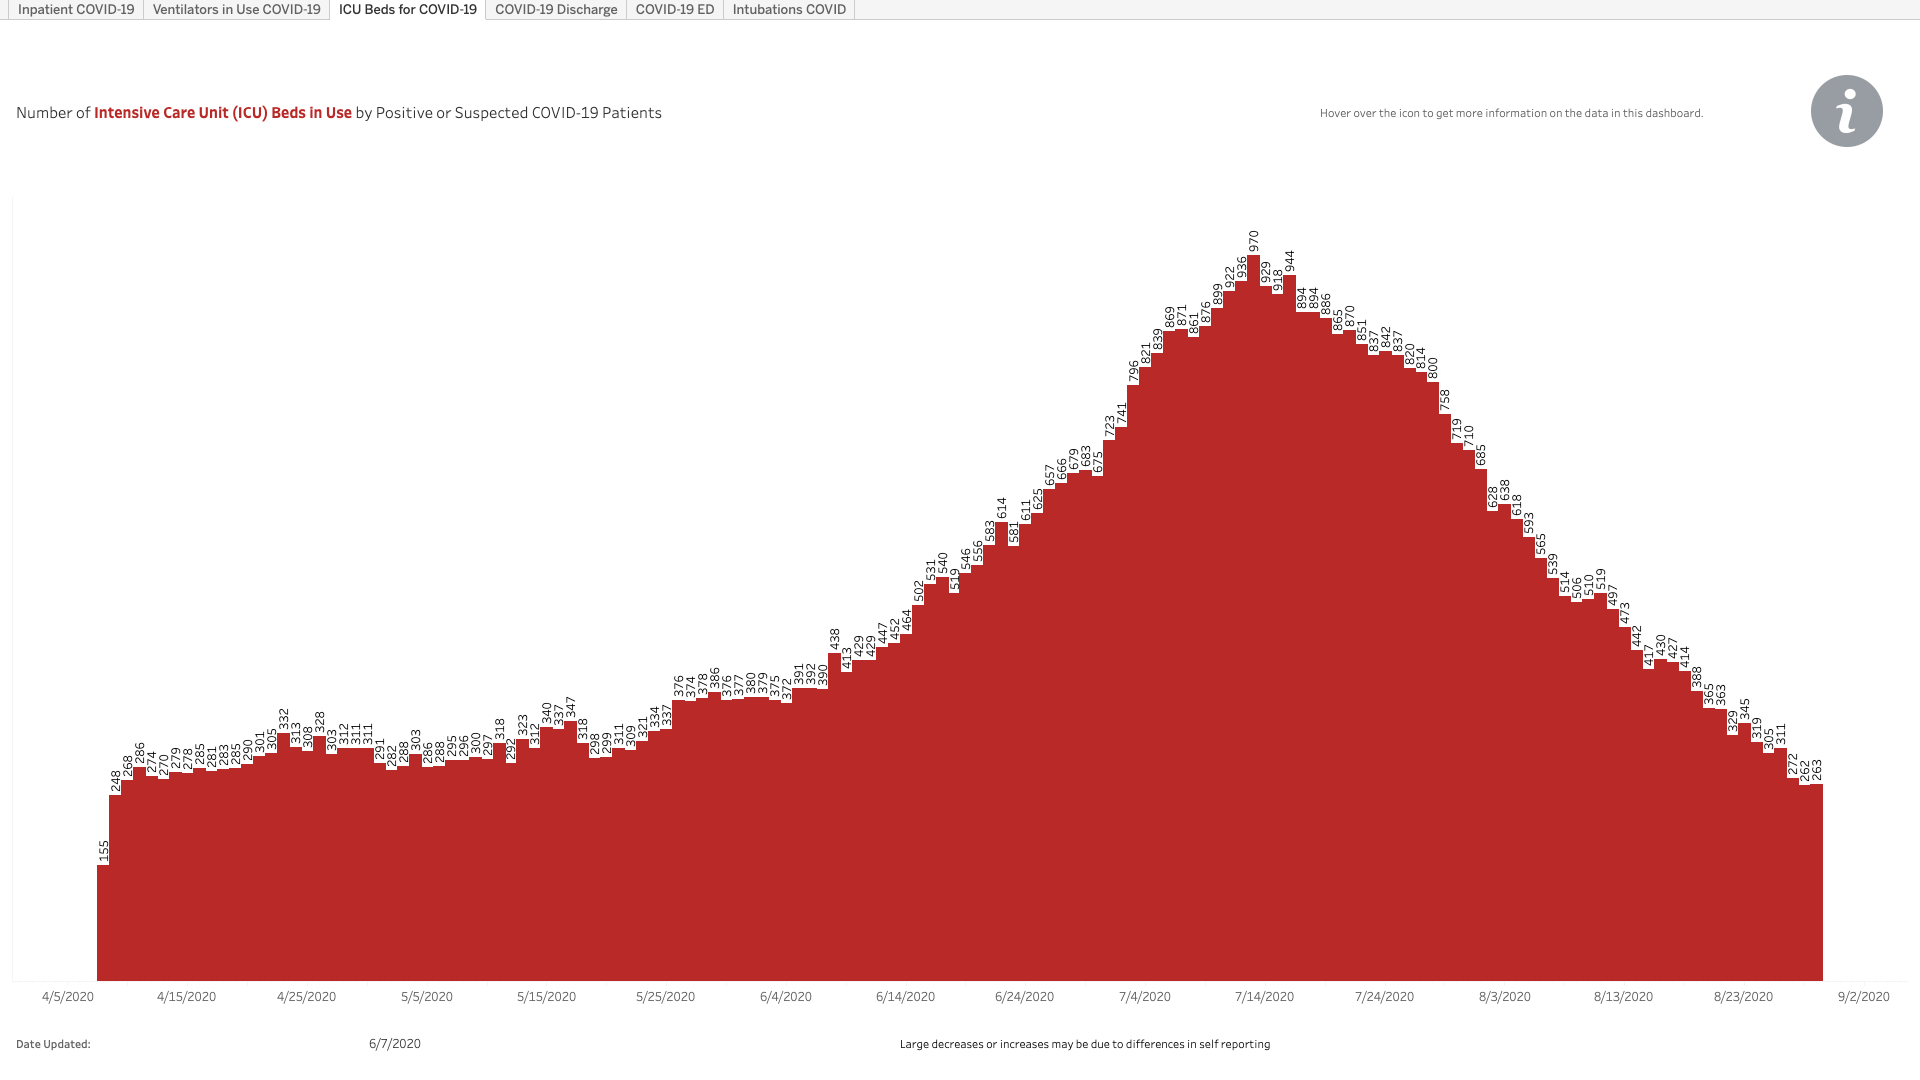 Inpatient COVID-19 Ventilators in Use COVID-19 ICU Beds for COVID-19 COVID-19 Discharge COVID-19 ED Intubations COVID
Number of Intensive Care Unit (ICU) Beds in Use by Positive or Suspected COVID-19 Patients
Hover over the icon to get more information on the data in this dashboard.
i
155 248 268 286 274 270 279 278 285 281 283 285 290 301 305 332 313 308 328 303 312 311 311 291 282 288 303 286 288 295 296 300 297 318 292 323 312 340 337 347 318 298 299 311 309 321 334 337 376 374 378 386 376 377 380 379 375 372 391 392 390 438 413 429 429 447 452 464 502 531 540 519 546 556 583 614 581 611 625 657 666 679 683 675 723 741 796 821 839 869 871 861 876 899 922 936 970 929 918 944 894 894 886 865 870 851 837 842 837 820 814 800 758 719 710 685 628 638 618 593 565 539 514 506 510 519 497 473 442 417 430 427 414 388 365 363 329 345 319 305 311 272 262 263
4/5/2020 4/15/2020 4/25/2020 5/5/2020 5/15/2020 5/25/2020 6/4/2020 6/14/2020 6/24/2020 7/4/2020 7/14/2020 7/24/2020 8/3/2020 8/13/2020 8/23/2020 9/2/2020
Date Updated: 6/7/2020
Large decreases or increases may be due to differences in self reporting